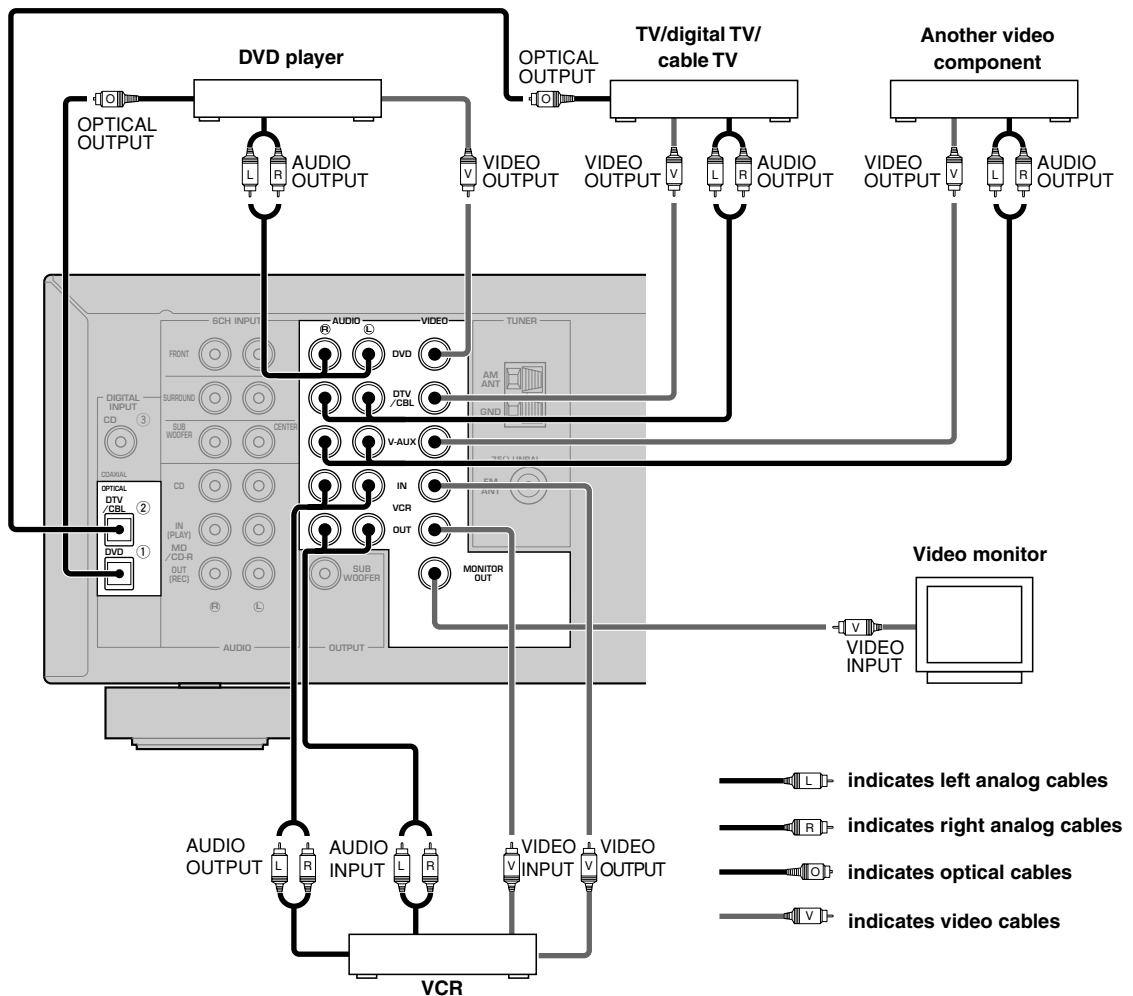 DVD player
TV/digital TV/
cable TV
Another video
component
OPTICAL
OUTPUT
OPTICAL
OUTPUT
L
R
AUDIO
OUTPUT
V
VIDEO
OUTPUT
VIDEO
OUTPUT
V
L
R
AUDIO
OUTPUT
VIDEO
OUTPUT
V
L
R
AUDIO
OUTPUT
O
O
6CH INPUT
AUDIO
VIDEO
TUNER
R
L
FRONT
DVD
AM
ANT
GND
SURROUND
DTV
/CBL
DIGITAL
INPUT
CD ③
SUB
WOOFER
CENTER
V-AUX
75Ω UNBAL.
FM
ANT
COAXIAL
CD
IN
VCR
OUT
OPTICAL
DTV
/CBL ②
DVD ①
IN
(PLAY)
MD
/CD-R
OUT
(REC)
SUB
WOOFER
MONITOR
OUT
R
L
AUDIO
OUTPUT
Video monitor
V
VIDEO
INPUT
AUDIO
OUTPUT
L
R
AUDIO
INPUT
L
R
V
VIDEO
INPUT
V
VIDEO
OUTPUT
VCR
L indicates left analog cables
R indicates right analog cables
O indicates optical cables
V indicates video cables